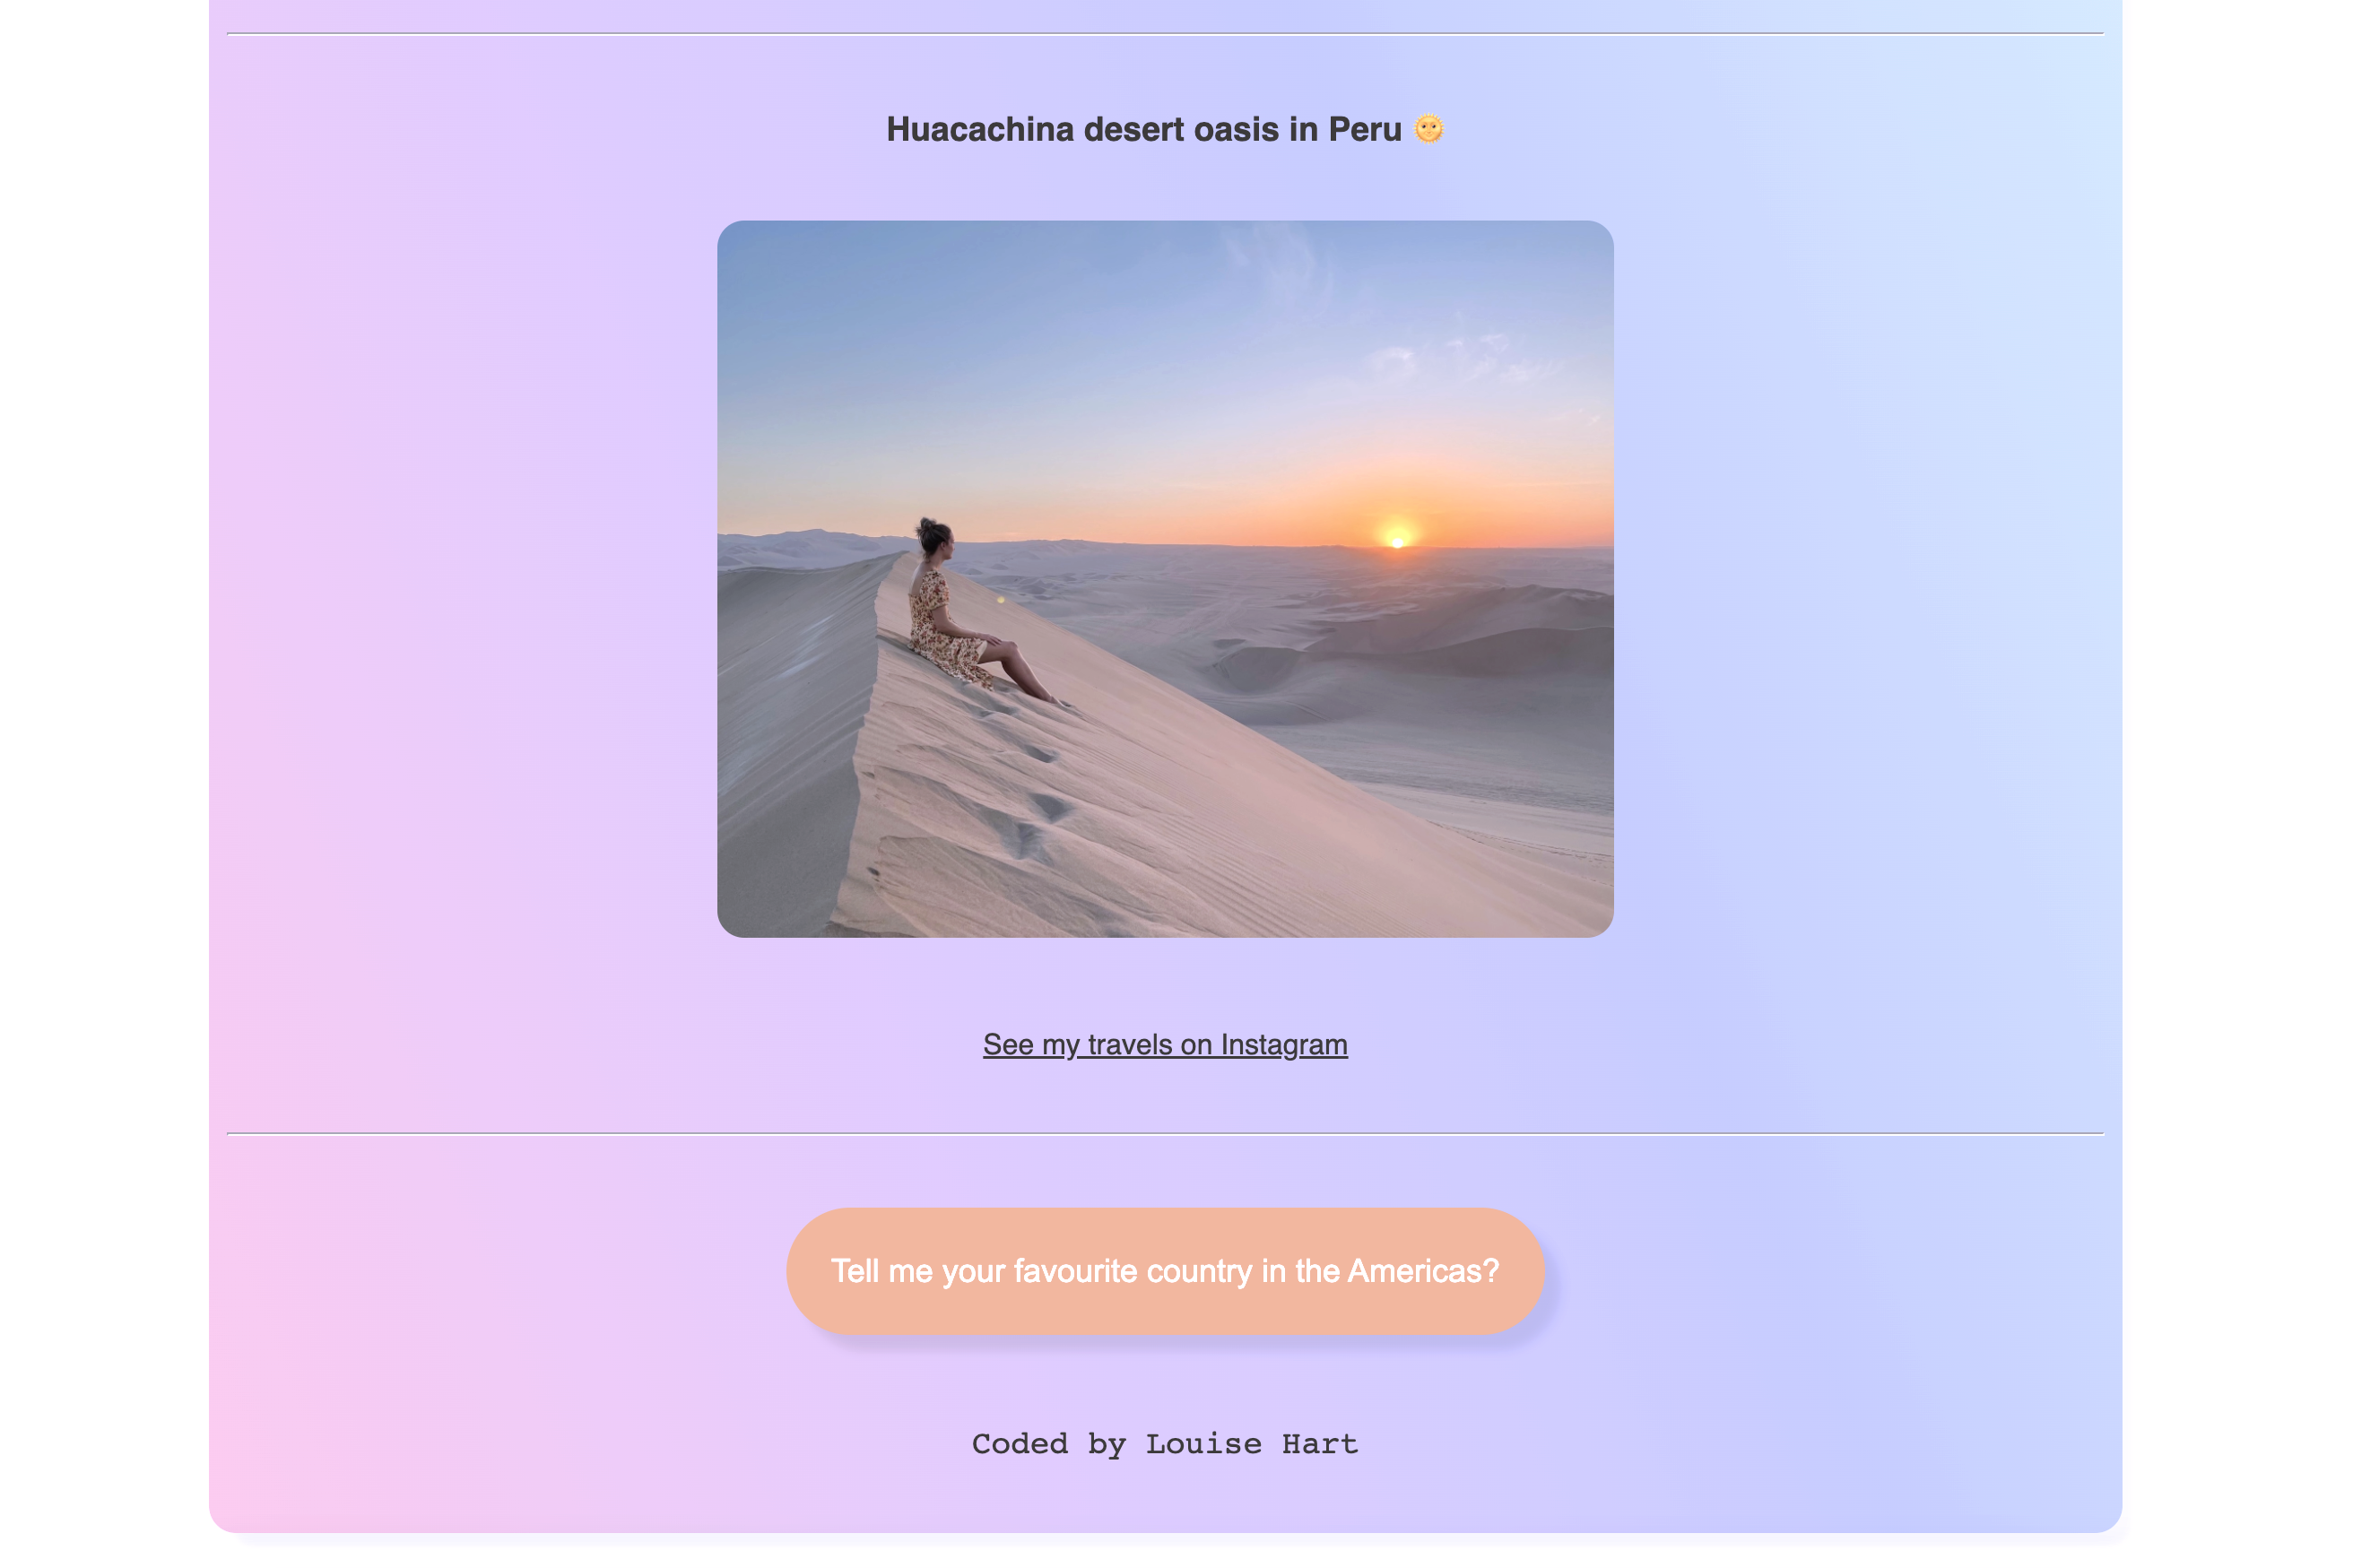 Huacachina desert oasis in Peru 🌞
See my travels on Instagram
Tell me your favourite country in the Americas?
Coded by Louise Hart